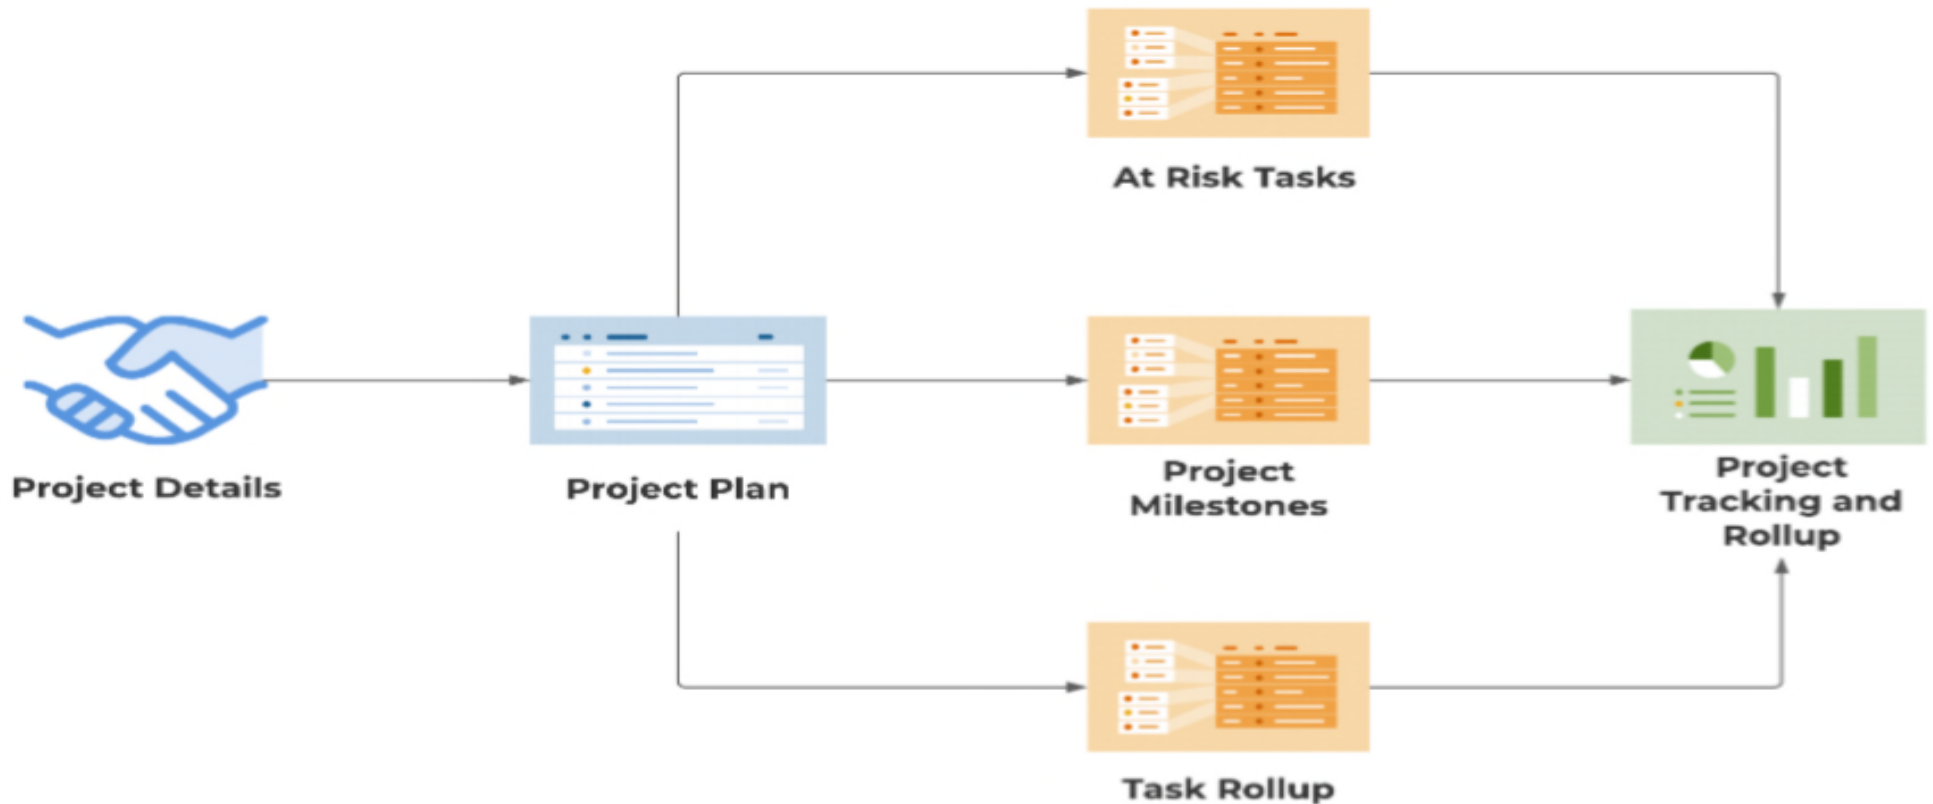 At Risk Tasks
Project Details
Project Plan
Project
Milestones
Project
Tracking and
Rollup
Task Rollup